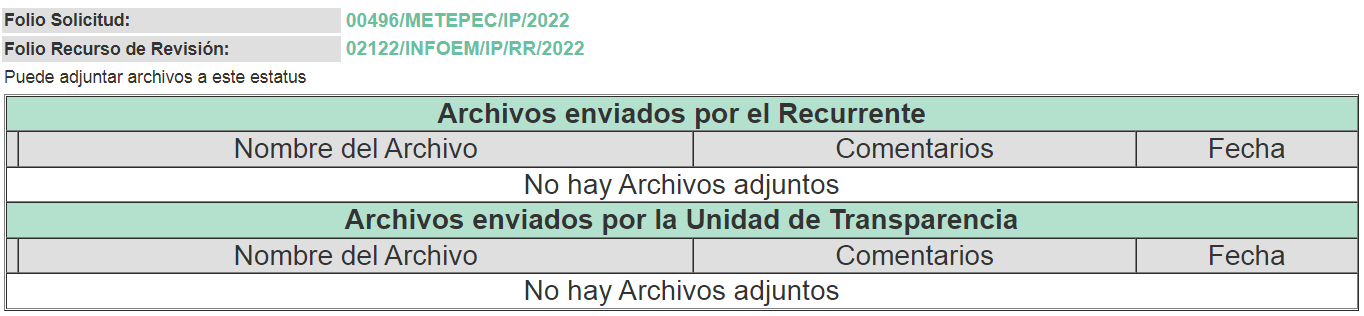 Folio Solicitud: 00496/METEPEC/IP/2022
Folio Recurso de Revisión: 02122/INFOEM/IP/RR/2022
Puede adjuntar archivos a este estatus
Archivos enviados por el Recurrente
Nombre del Archivo Comentarios Fecha
No hay Archivos adjuntos
Archivos enviados por la Unidad de Transparencia
Nombre del Archivo Comentarios Fecha
No hay Archivos adjuntos